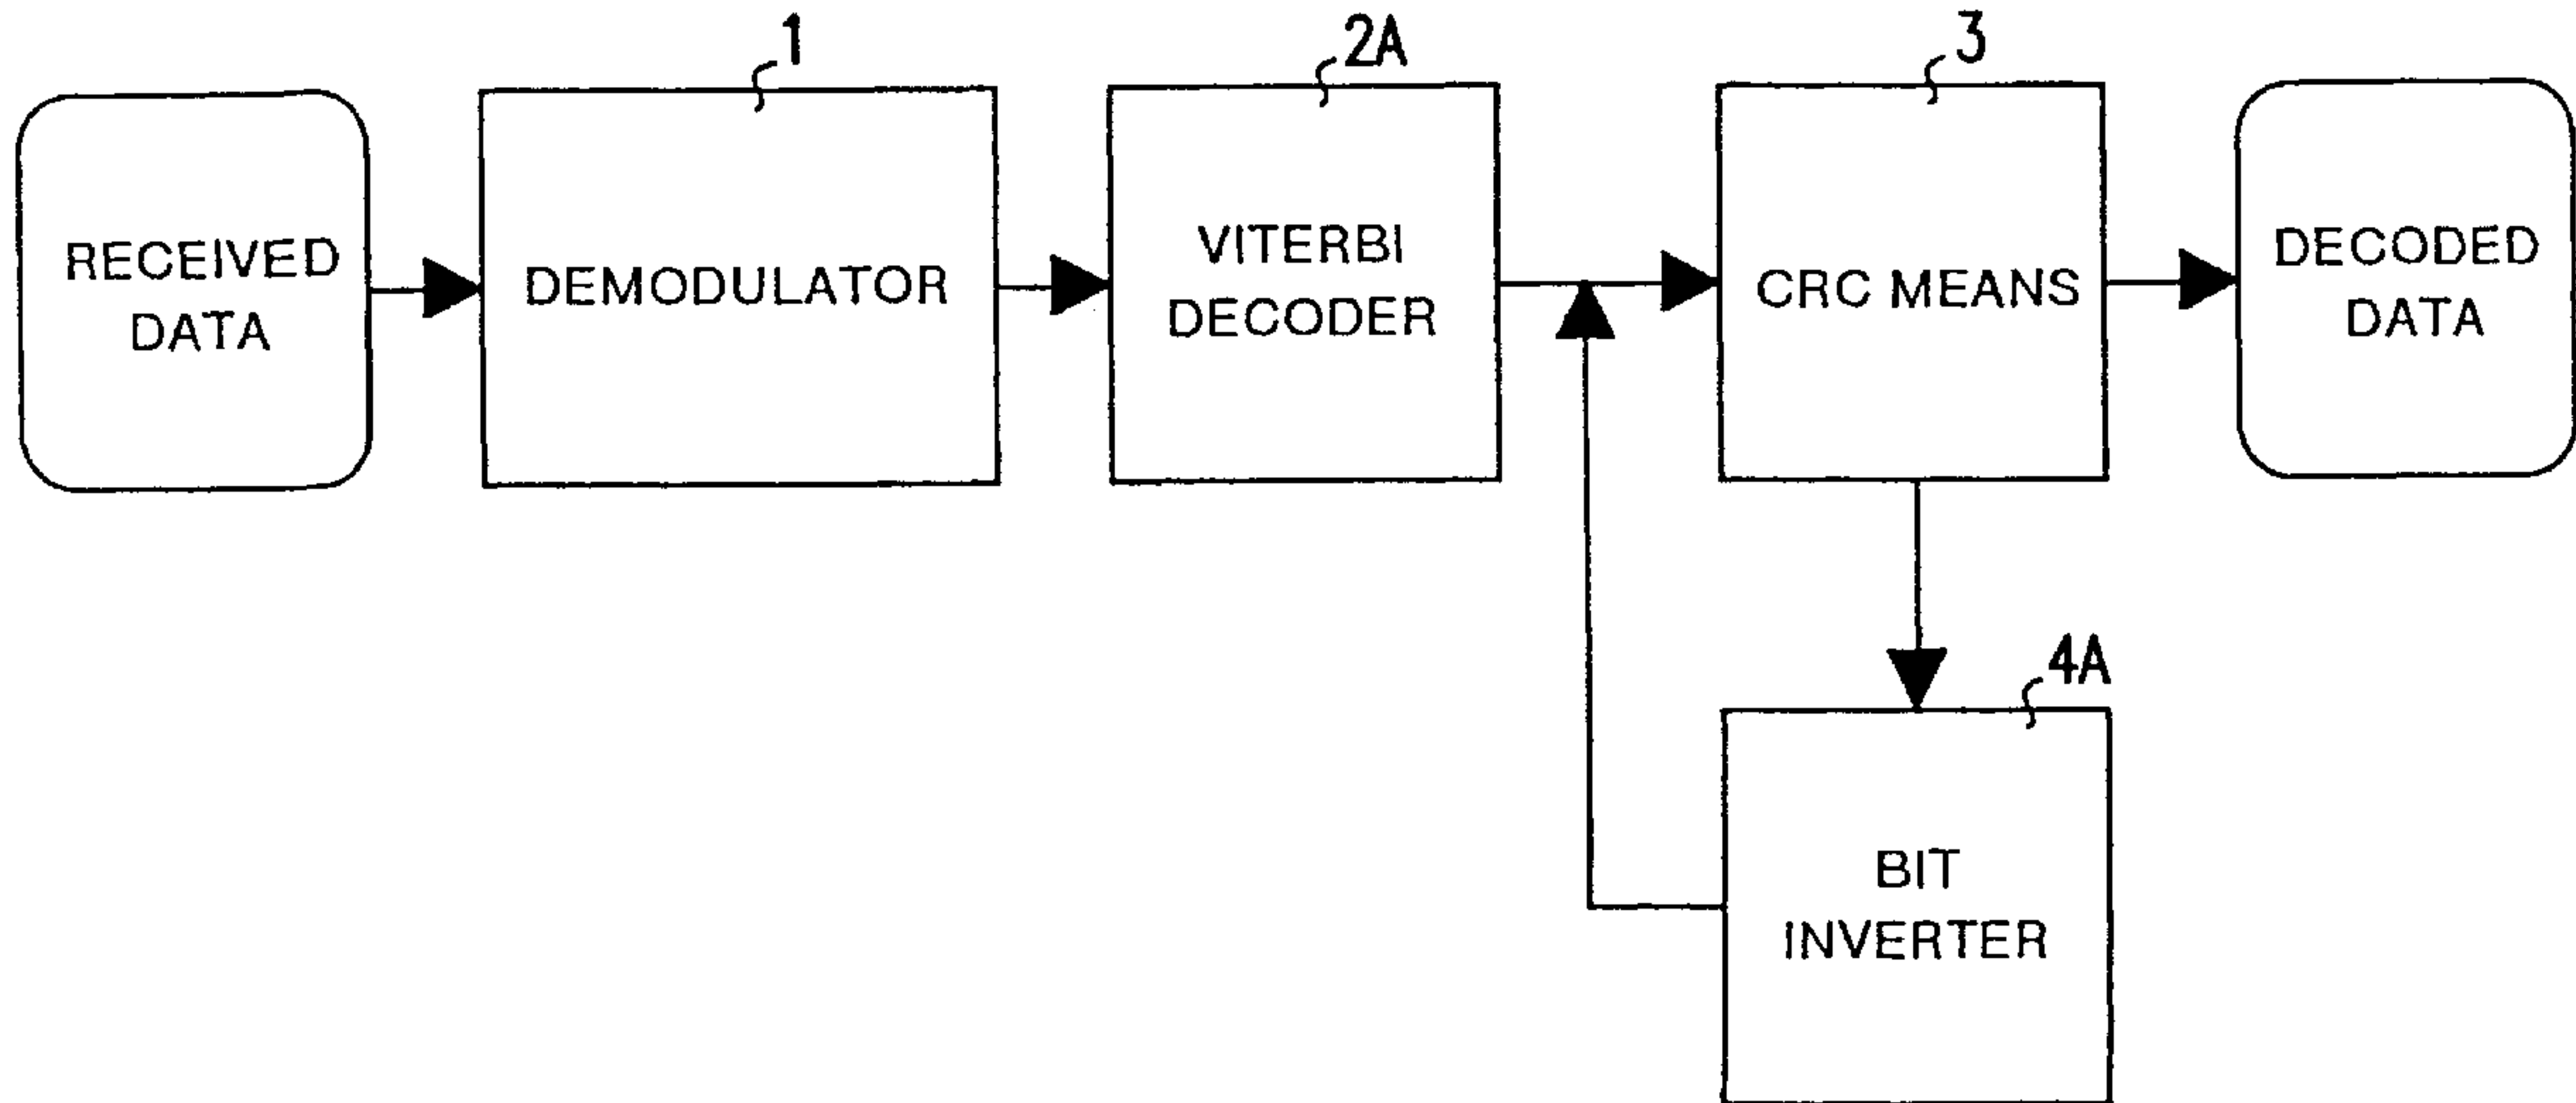 1
2A
3
RECEIVED
DATA
DEMODULATOR
VITERBI
DECODER
CRC MEANS
DECODED
DATA
4A
BIT
INVERTER